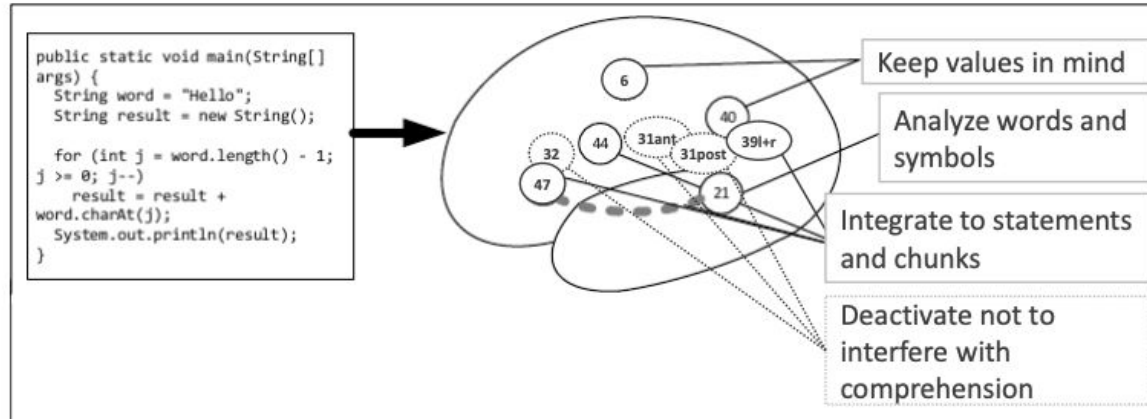 public static void main(String[]
args) {
  String word = "Hello";
  String result = new String();
  for (int j = word.length() - 1;
j >= 0; j--)
    result = result +
word.charAt(j);
  System.out.println(result);
}
6
40
44
31ant
39l+r
32
31post
47
21
Keep values in mind
Analyze words and
symbols
Integrate to statements
and chunks
Deactivate not to
interfere with
comprehension